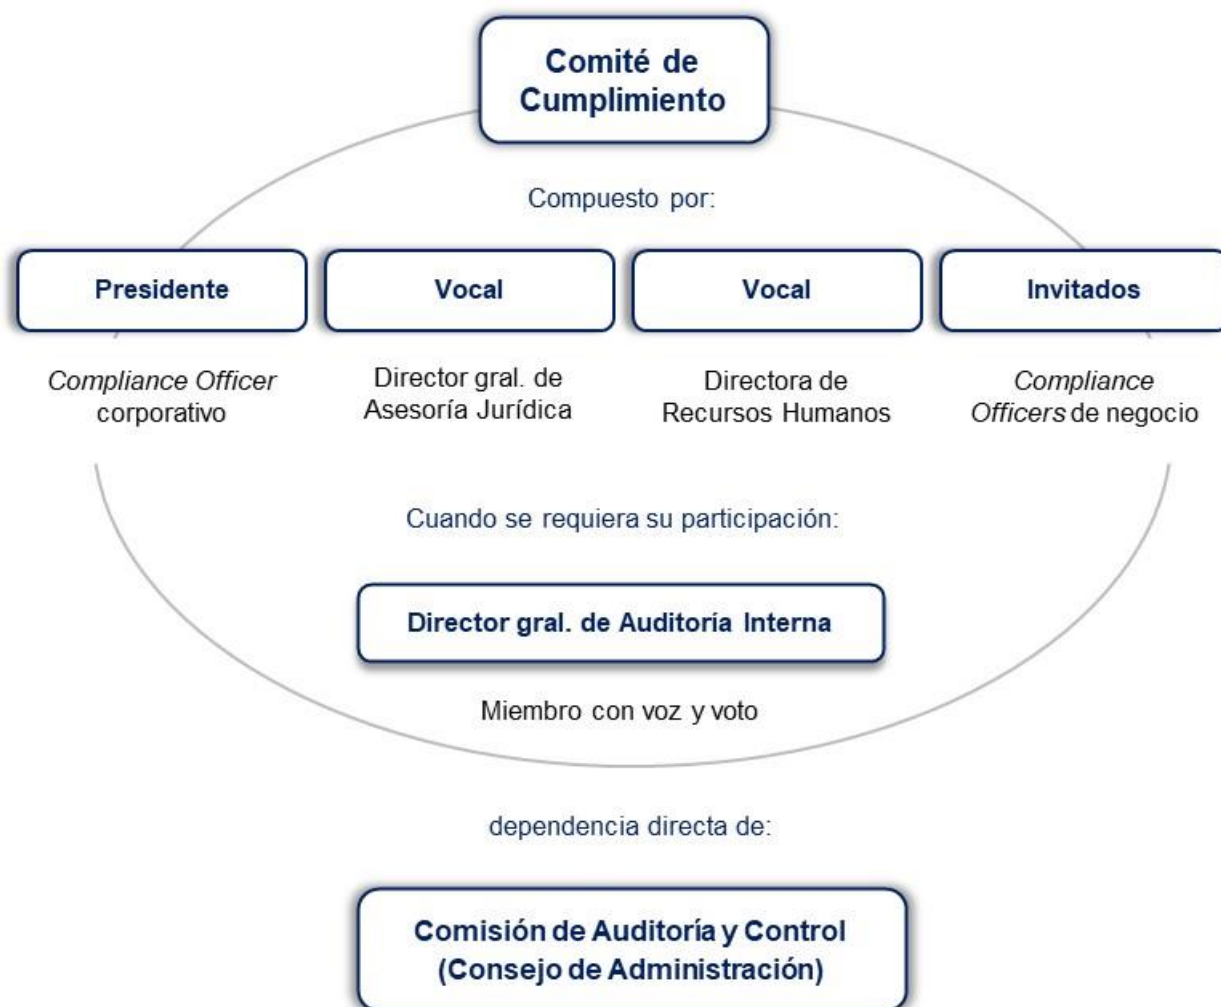 Comité de
Cumplimiento
Compuesto por:
Presidente
Vocal
Vocal
Invitados
Compliance Officer
corporativo
Director gral. de
Asesoría Jurídica
Directora de
Recursos Humanos
Compliance
Officers de negocio
Cuando se requiera su participación:
Director gral. de Auditoría Interna
Miembro con voz y voto
dependencia directa de:
Comisión de Auditoría y Control
(Consejo de Administración)